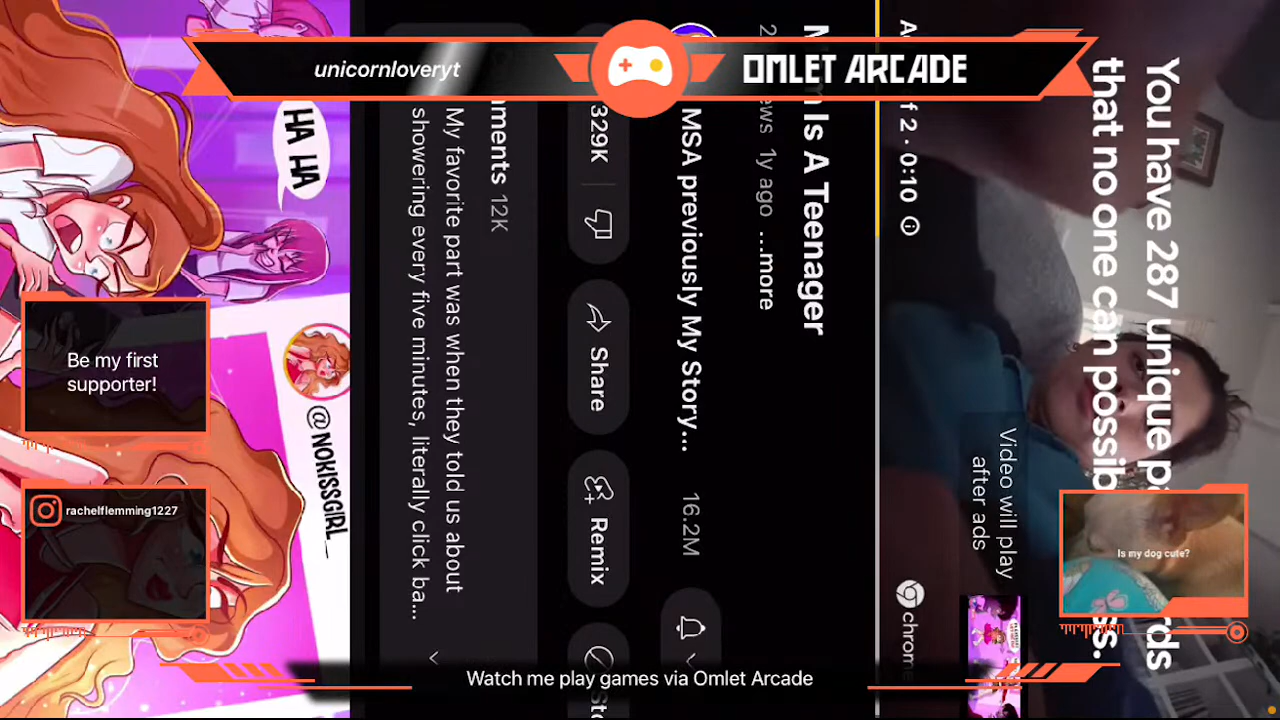 unicornloveryt
OMLET ARCADE
You have 287 unique
that no one can
of 2 · 0:10
Video will play
after ads
chrome
Is A Teenager
1y ago ...more
MSA previously My Story... 16.2M
329K
Share
Remix
12K
My favorite part was when they told us about
showering every five minutes, literally click ba...
HA HA
@NOKISSGIRL_
Be my first
supporter!
rachelflemming1227
Is my dog cute?
Watch me play games via Omlet Arcade